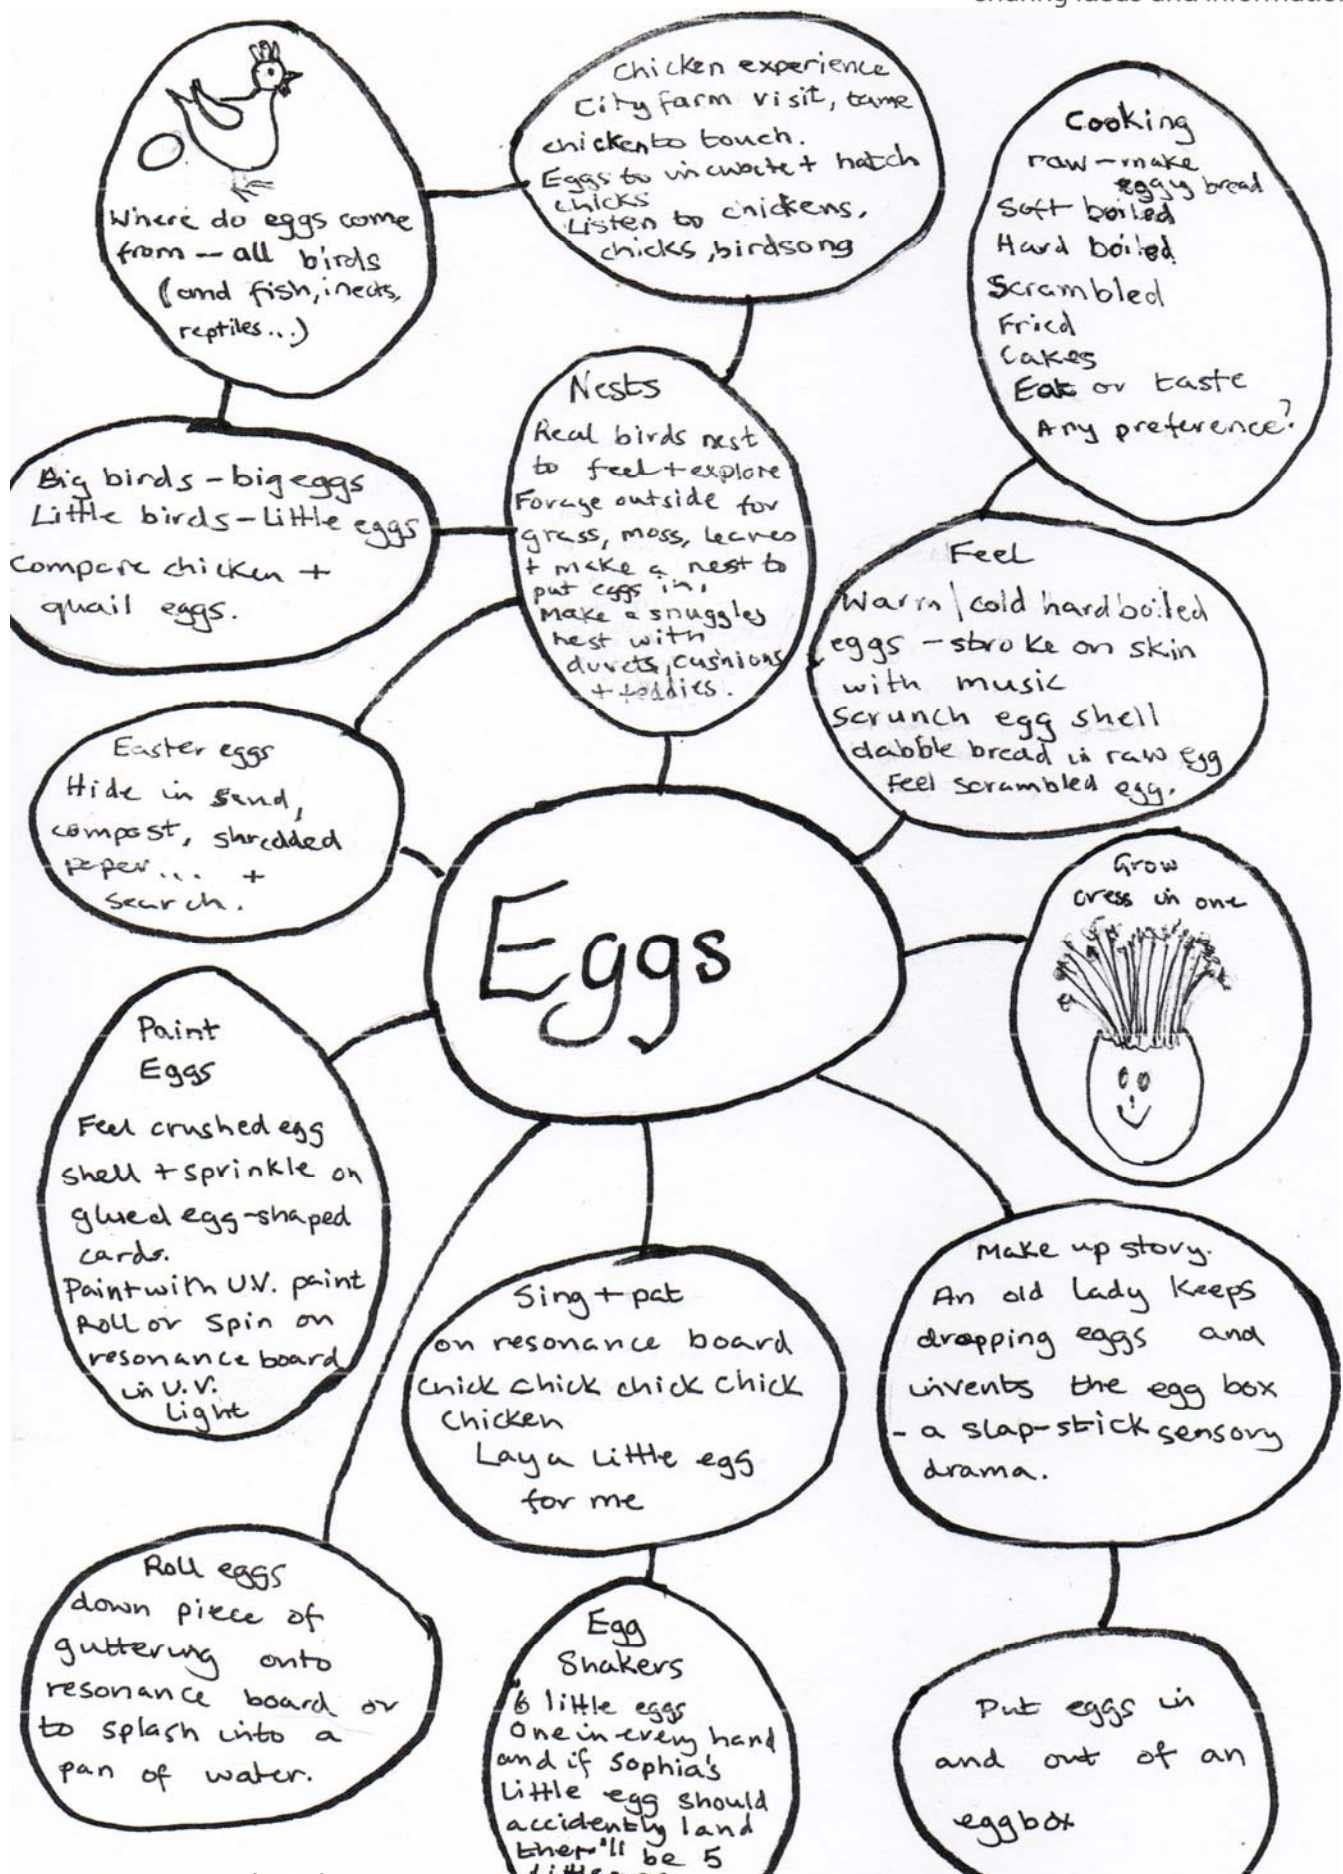 sharing ideas and information
Where do eggs come
from -- all birds
(and fish, inects,
reptiles...)
Chicken experience
City farm visit, tame
chicken to touch.
Eggs to incubate + hatch
chicks
Listen to chickens,
chicks, birdsong
Cooking
raw - make
eggy bread
Soft boiled
Hard boiled
Scrambled
Fried
Cakes
Eat or taste
Any preference?
Big birds - big eggs
Little birds - Little eggs
Compare chicken +
quail eggs.
Nests
Real birds nest
to feel + explore
Forage outside for
grass, moss, leaves
+ make a nest to
put eggs in.
Make a snuggles
nest with
duvets, cushions
+ teddies.
Feel
Warm / cold hardboiled
eggs - stroke on skin
with music
scrunch egg shell
dabble bread in raw egg
Feel scrambled egg.
Easter eggs
Hide in sand,
compost, shredded
paper... +
search.
Eggs
Grow
cress in one
Paint
Eggs
Feel crushed egg
shell + sprinkle on
glued egg-shaped
cards.
Paint with U.V. paint
Roll or spin on
resonance board
in U.V.
Light
Sing + pat
on resonance board
chick chick chick chick
chicken
Lay a little egg
for me
Make up story.
An old lady keeps
dropping eggs and
invents the egg box
- a slap-stick sensory
drama.
Roll eggs
down piece of
guttering onto
resonance board or
to splash into a
pan of water.
Egg
Shakers
"6 little eggs
One in every hand
and if Sophia's
Little egg should
accidently land
ther'll be 5
Put eggs in
and out of an
eggbox